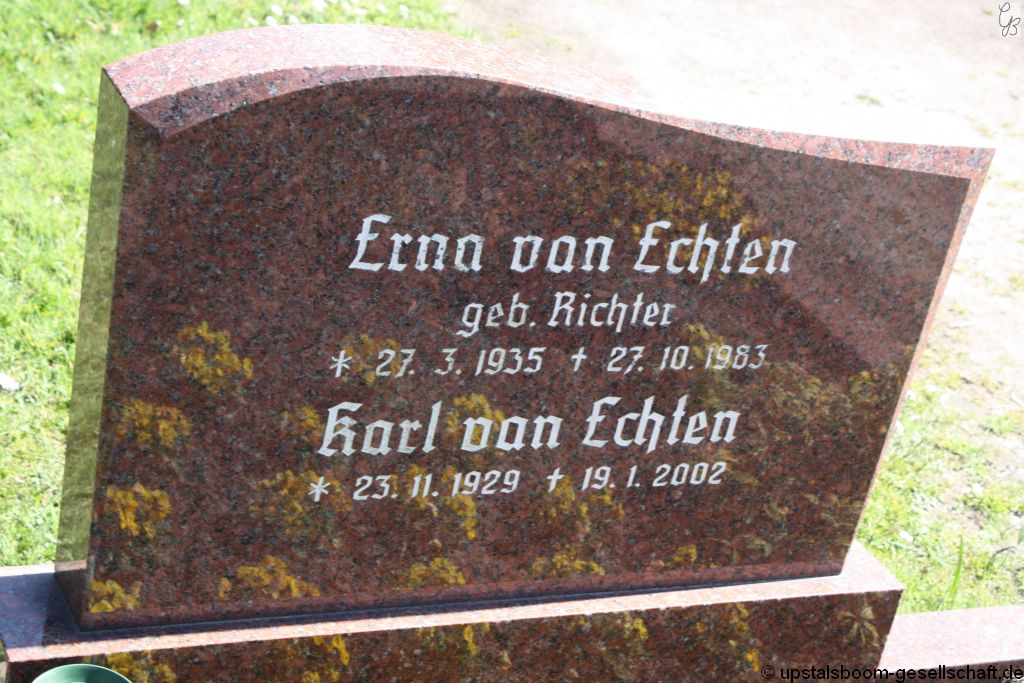 GB
Erna van Echten
geb. Richter
* 27. 3. 1935 † 27. 10. 1983
Karl van Echten
* 23. 11. 1929 † 19. 1. 2002
© upstalsboom-gesellschaft.de